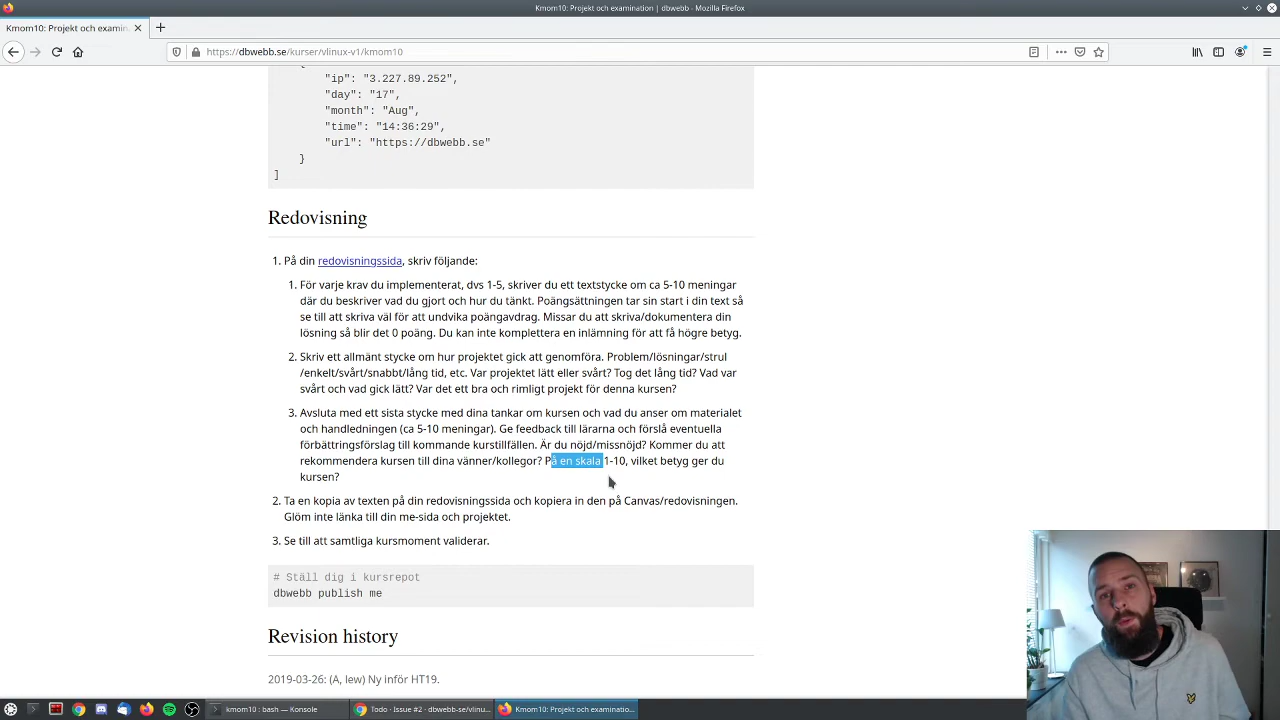 Kmom10: Projekt och examination | dbwebb - Mozilla Firefox
Kmom10: Projekt och examin
https://dbwebb.se/kurser/vlinux-v1/kmom10
{
"ip": "3.227.89.252",
"day": "17",
"month": "Aug",
"time": "14:36:29",
"url": "https://dbwebb.se"
}
]
Redovisning
1. På din redovisningssida, skriv följande:
1. För varje krav du implementerat, dvs 1-5, skriver du ett textstycke om ca 5-10 meningar
där du beskriver vad du gjort och hur du tänkt. Poängsättningen tar sin start i din text så
se till att skriva väl för att undvika poängavdrag. Missar du att skriva/dokumentera din
lösning så blir det 0 poäng. Du kan inte komplettera en inlämning för att få högre betyg.
2. Skriv ett allmänt stycke om hur projektet gick att genomföra. Problem/lösningar/strul
/enkelt/svårt/snabbt/lång tid, etc. Var projektet lätt eller svårt? Tog det lång tid? Vad var
svårt och vad gick lätt? Var det ett bra och rimligt projekt för denna kursen?
3. Avsluta med ett sista stycke med dina tankar om kursen och vad du anser om materialet
och handledningen (ca 5-10 meningar). Ge feedback till lärarna och förslå eventuella
förbättringsförslag till kommande kurstillfällen. Är du nöjd/missnöjd? Kommer du att
rekommendera kursen till dina vänner/kollegor? På en skala 1-10, vilket betyg ger du
kursen?
2. Ta en kopia av texten på din redovisningssida och kopiera in den på Canvas/redovisningen.
Glöm inte länka till din me-sida och projektet.
3. Se till att samtliga kursmoment validerar.
# Ställ dig i kursrepot
dbwebb publish me
Revision history
2019-03-26: (A, lew) Ny inför HT19.
kmom10 : bash — Konsole
Todo · Issue #2 · dbwebb-se/vlinu...
Kmom10: Projekt och examinatio...